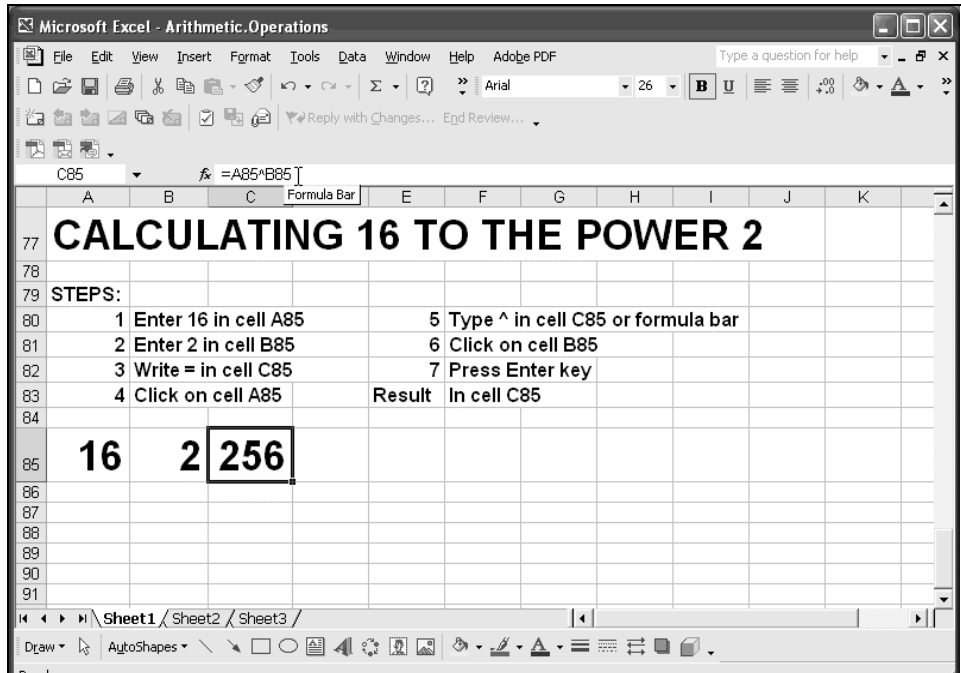 Microsoft Excel - Arithmetic.Operations
File Edit View Insert Format Tools Data Window Help Adobe PDF Type a question for help
Arial 26 B U
Reply with Changes... End Review...
C85 fx =A85^B85
Formula Bar
A B C E F G H I J K
77 CALCULATING 16 TO THE POWER 2
78
79 STEPS:
80 1 Enter 16 in cell A85 5 Type ^ in cell C85 or formula bar
81 2 Enter 2 in cell B85 6 Click on cell B85
82 3 Write = in cell C85 7 Press Enter key
83 4 Click on cell A85 Result In cell C85
84
85 16 2 256
86
87
88
89
90
91
Sheet1 / Sheet2 / Sheet3 /
Draw AutoShapes